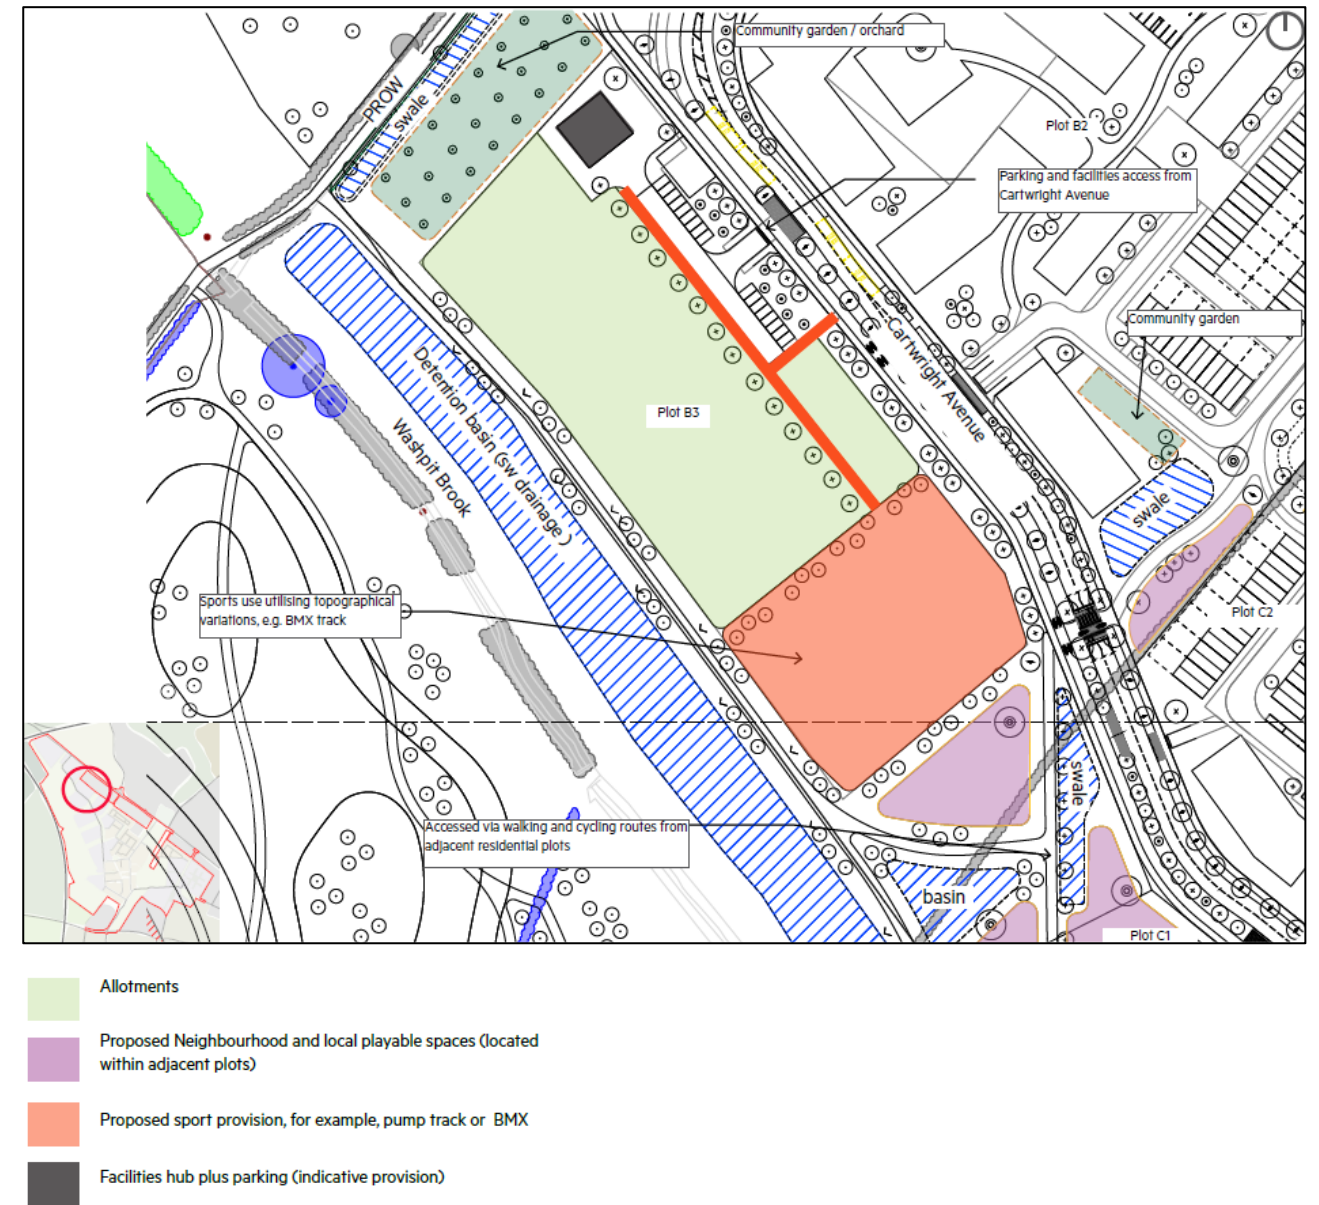 Community garden / orchard
PROW
swale
Plot B2
Parking and facilities access from
Cartwright Avenue
Community garden
Cartwright Avenue
Detention basin (sw drainage )
Plot B3
Washpit Brook
swale
Sports use utilising topographical
variations, e.g. BMX track
Plot C2
swale
Accessed via walking and cycling routes from
adjacent residential plots
basin
Plot C1
Allotments
Proposed Neighbourhood and local playable spaces (located
within adjacent plots)
Proposed sport provision, for example, pump track or BMX
Facilities hub plus parking (indicative provision)